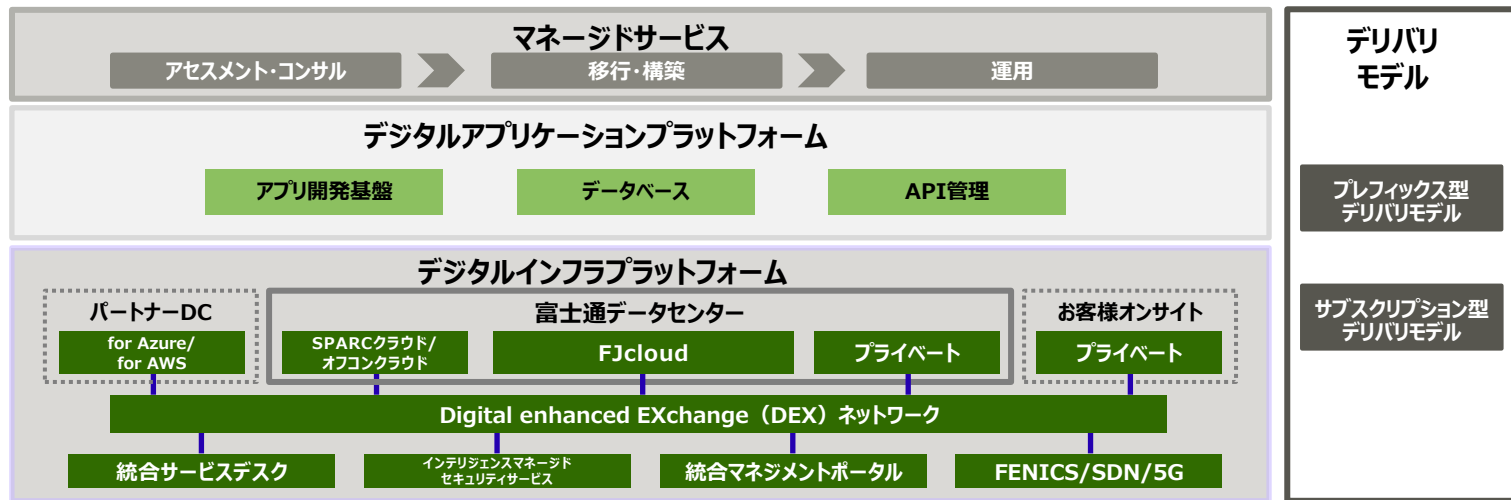 マネージドサービス
アセスメント・コンサル
移行・構築
運用
デジタルアプリケーションプラットフォーム
アプリ開発基盤
データベース
API管理
デジタルインフラプラットフォーム
パートナーDC
for Azure/
for AWS
富士通データセンター
SPARCクラウド/
オフコンクラウド
FJcloud
プライベート
お客様オンサイト
プライベート
Digital enhanced EXchange（DEX）ネットワーク
統合サービスデスク
インテリジェンスマネージド
セキュリティサービス
統合マネジメントポータル
FENICS/SDN/5G
デリバリ
モデル
プレフィックス型
デリバリモデル
サブスクリプション型
デリバリモデル